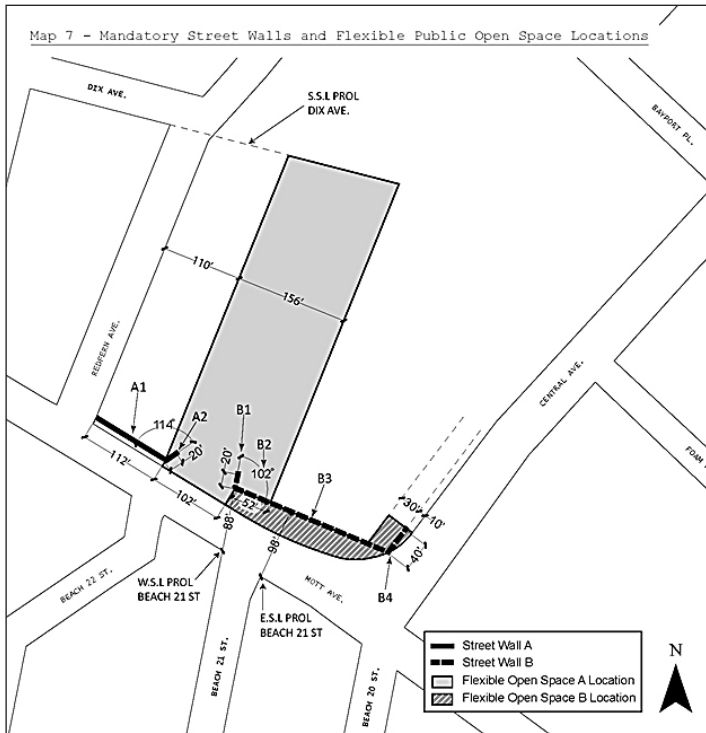 Map 7 - Mandatory Street Walls and Flexible Public Open Space Locations
DIX AVE.
S.S.L PROL
DIX AVE.
BAYPORT PL.
110'
156'
REDFERN AVE.
CENTRAL AVE.
A1
A2
B1
114°
B2
20'
20'
102°
B3
FOAM
112'
102'
52'
30'
10'
88'
98'
40'
W.S.L PROL
BEACH 21 ST
E.S.L PROL
BEACH 21 ST
MOTT AVE.
B4
BEACH 22 ST.
BEACH 21 ST.
BEACH 20 ST.
Street Wall A
Street Wall B
Flexible Open Space A Location
Flexible Open Space B Location
N